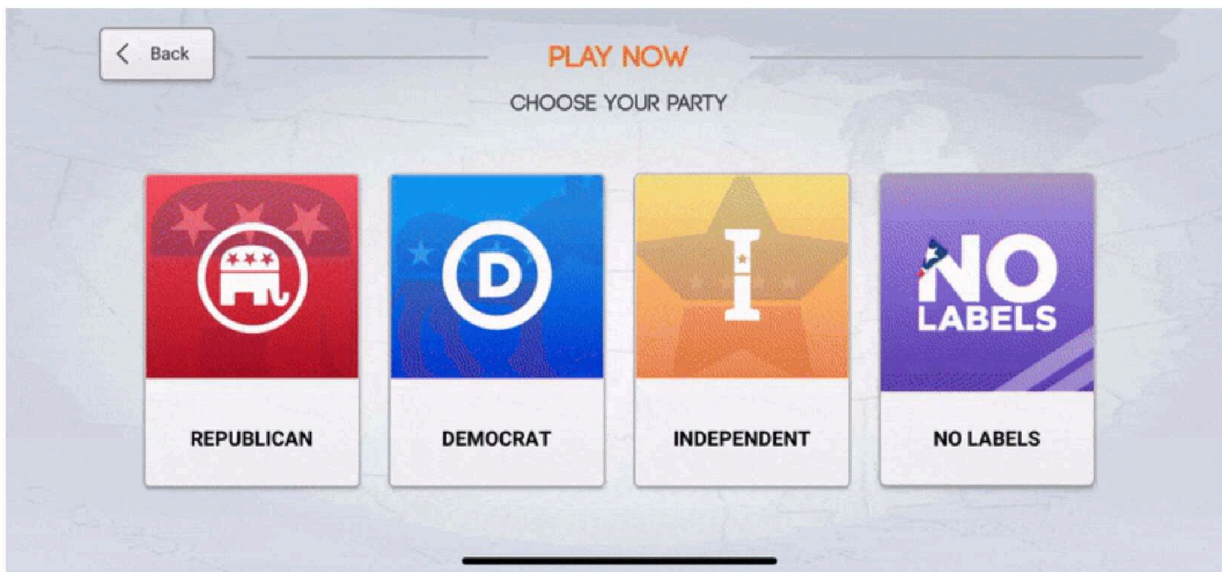 Back
PLAY NOW
CHOOSE YOUR PARTY
D
I
NO
LABELS
REPUBLICAN
DEMOCRAT
INDEPENDENT
NO LABELS